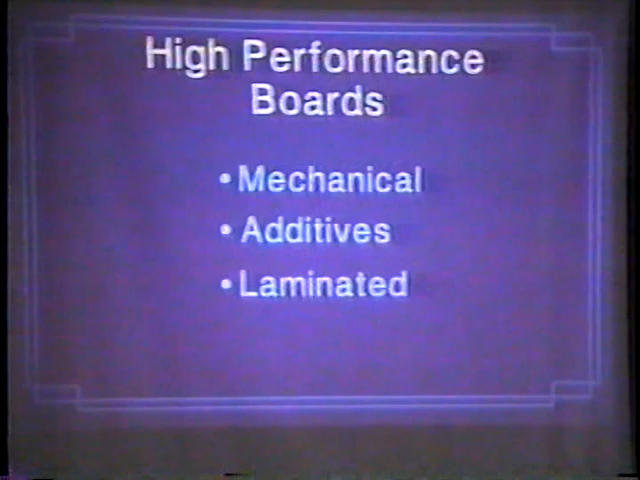 High Performance
Boards
• Mechanical
• Additives
• Laminated